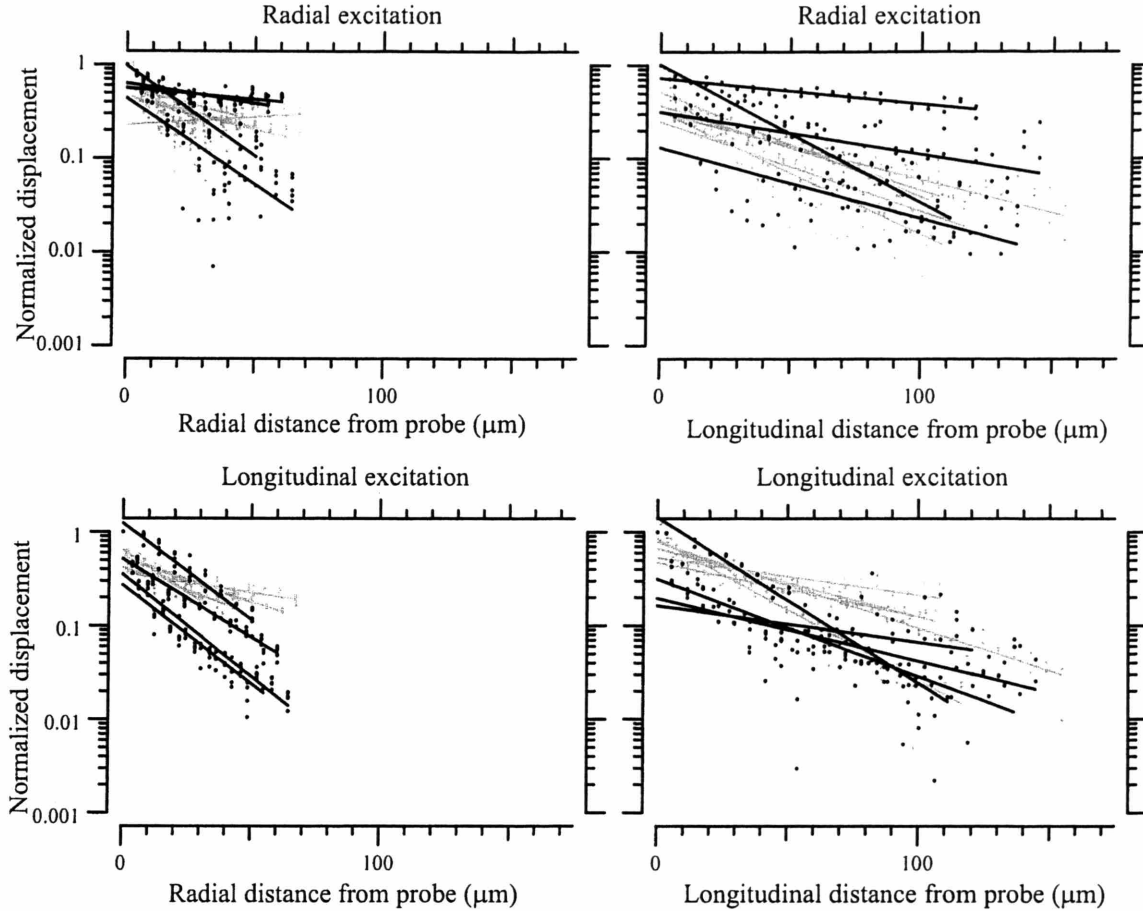 Radial excitation
Radial excitation
Normalized displacement
1
0.1
0.01
0.001
0
100
0
100
Radial distance from probe (μm)
Longitudinal distance from probe (μm)
Longitudinal excitation
Longitudinal excitation
Normalized displacement
1
0.1
0.01
0.001
0
100
0
100
Radial distance from probe (μm)
Longitudinal distance from probe (μm)